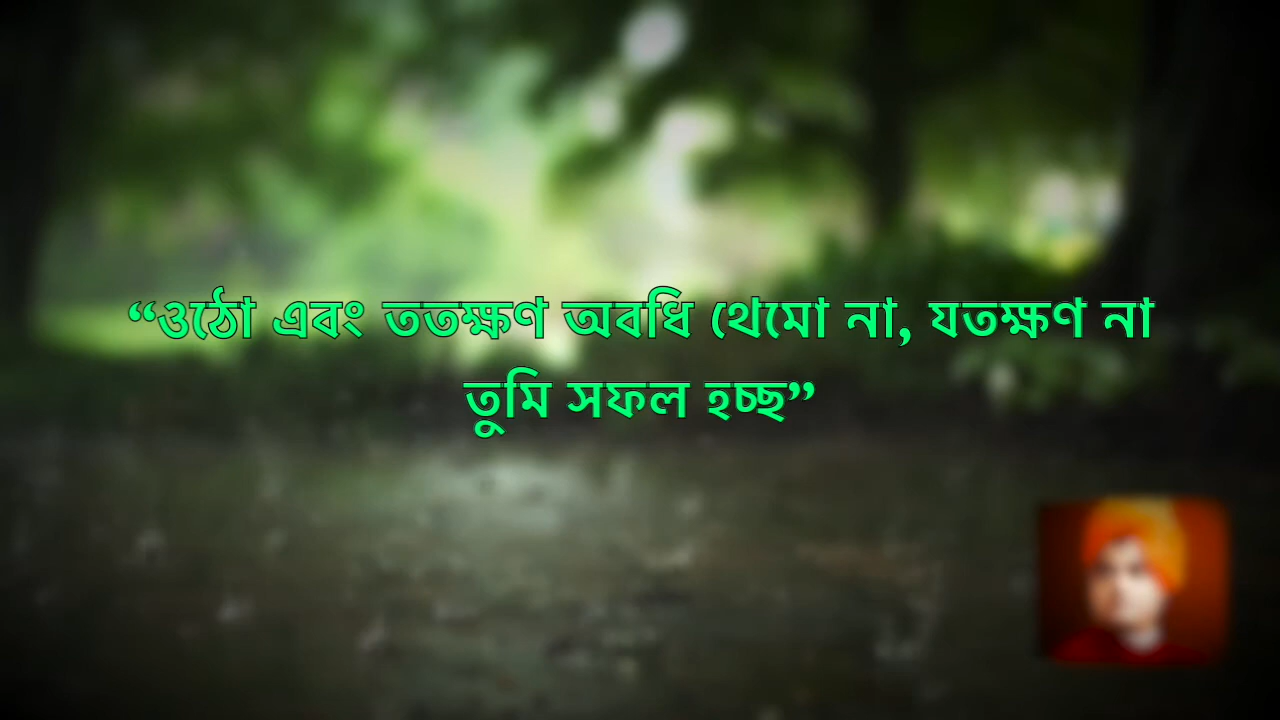 “ওঠো এবং ততক্ষণ অবধি থেমো না, যতক্ষণ না
তুমি সফল হচ্ছ”